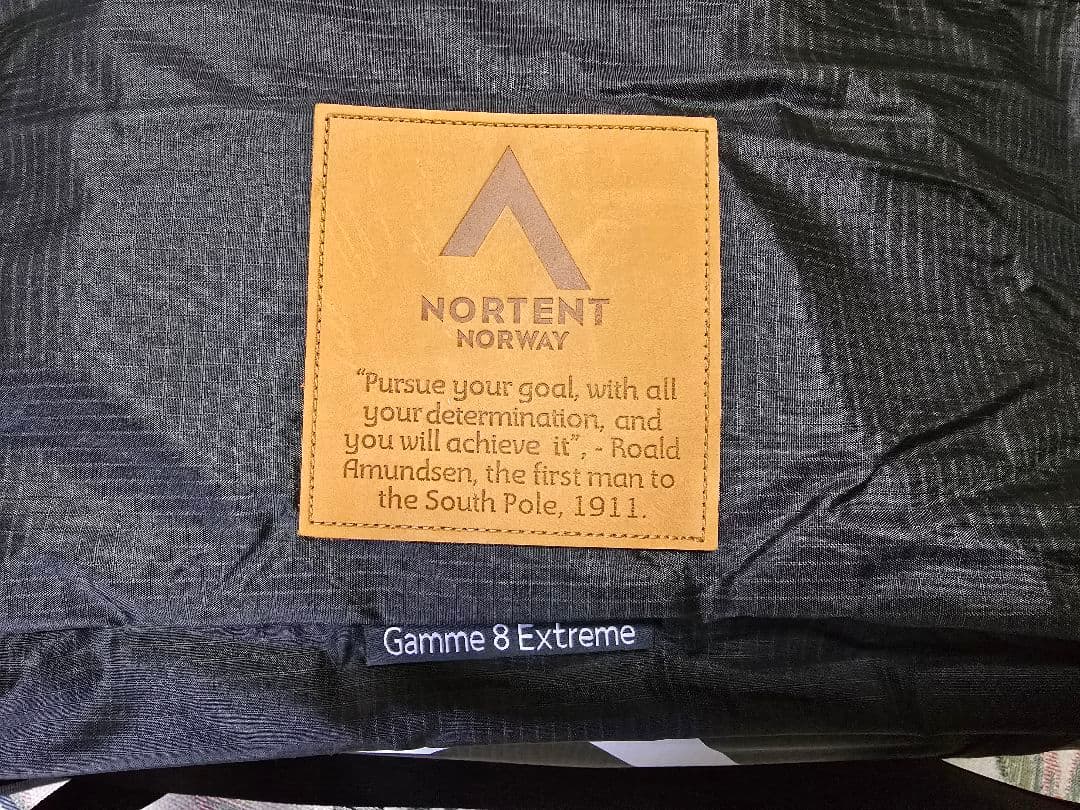 NORTENT
NORWAY
“Pursue your goal, with all
your determination, and
you will achieve it”, - Roald
Amundsen, the first man to
the South Pole, 1911.
Gamme 8 Extreme